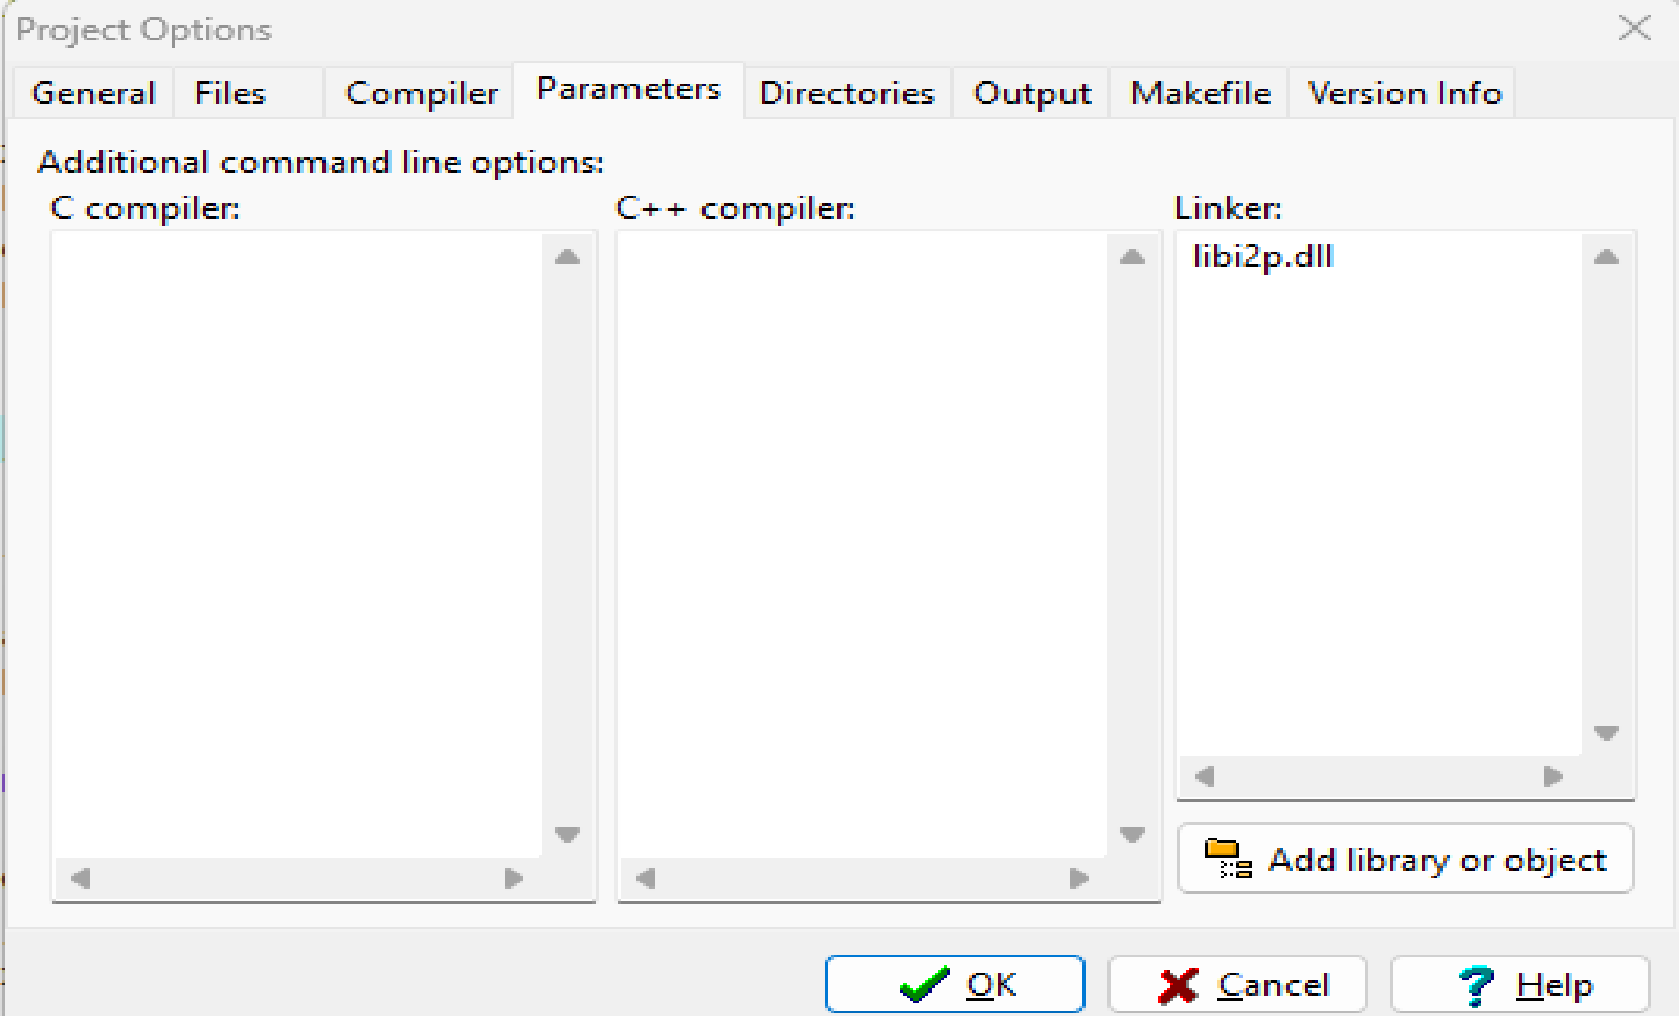 Project Options
General Files Compiler Parameters Directories Output Makefile Version Info
Additional command line options:
C compiler: C++ compiler: Linker:
libi2p.dll
Add library or object
OK Cancel Help